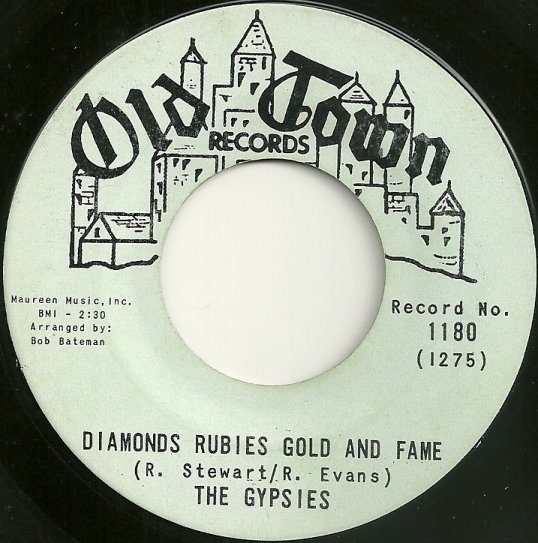 Old Town
RECORDS
Maureen Music, Inc.
BMI - 2:30
Arranged by:
Bob Bateman
Record No.
1180
(1275)
DIAMONDS RUBIES GOLD AND FAME
(R. Stewart/R. Evans)
THE GYPSIES